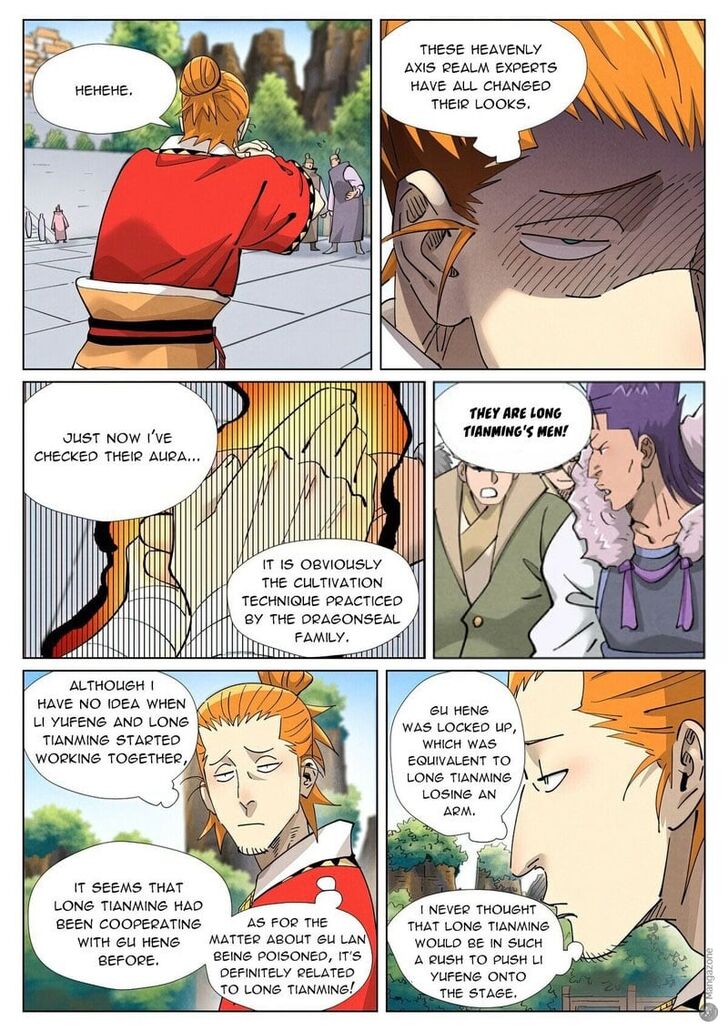 HEHEHE.
THESE HEAVENLY
AXIS REALM EXPERTS
HAVE ALL CHANGED
THEIR LOOKS.
JUST NOW I'VE
CHECKED THEIR AURA...
IT IS OBVIOUSLY
THE CULTIVATION
TECHNIQUE PRACTICED
BY THE DRAGONSEAL
FAMILY.
THEY ARE LONG
TIANMING'S MEN!
ALTHOUGH I
HAVE NO IDEA WHEN
LI YUFENG AND LONG
TIANMING STARTED
WORKING TOGETHER,
IT SEEMS THAT
LONG TIANMING HAD
BEEN COOPERATING
WITH GU HENG
BEFORE.
AS FOR THE
MATTER ABOUT GU LAN
BEING POISONED, IT'S
DEFINITELY RELATED
TO LONG TIANMING!
GU HENG
WAS LOCKED UP,
WHICH WAS
EQUIVALENT TO
LONG TIANMING
LOSING AN
ARM.
I NEVER THOUGHT
THAT LONG TIANMING
WOULD BE IN SUCH
A RUSH TO PUSH LI
YUFENG ONTO
THE STAGE.
Mangazone